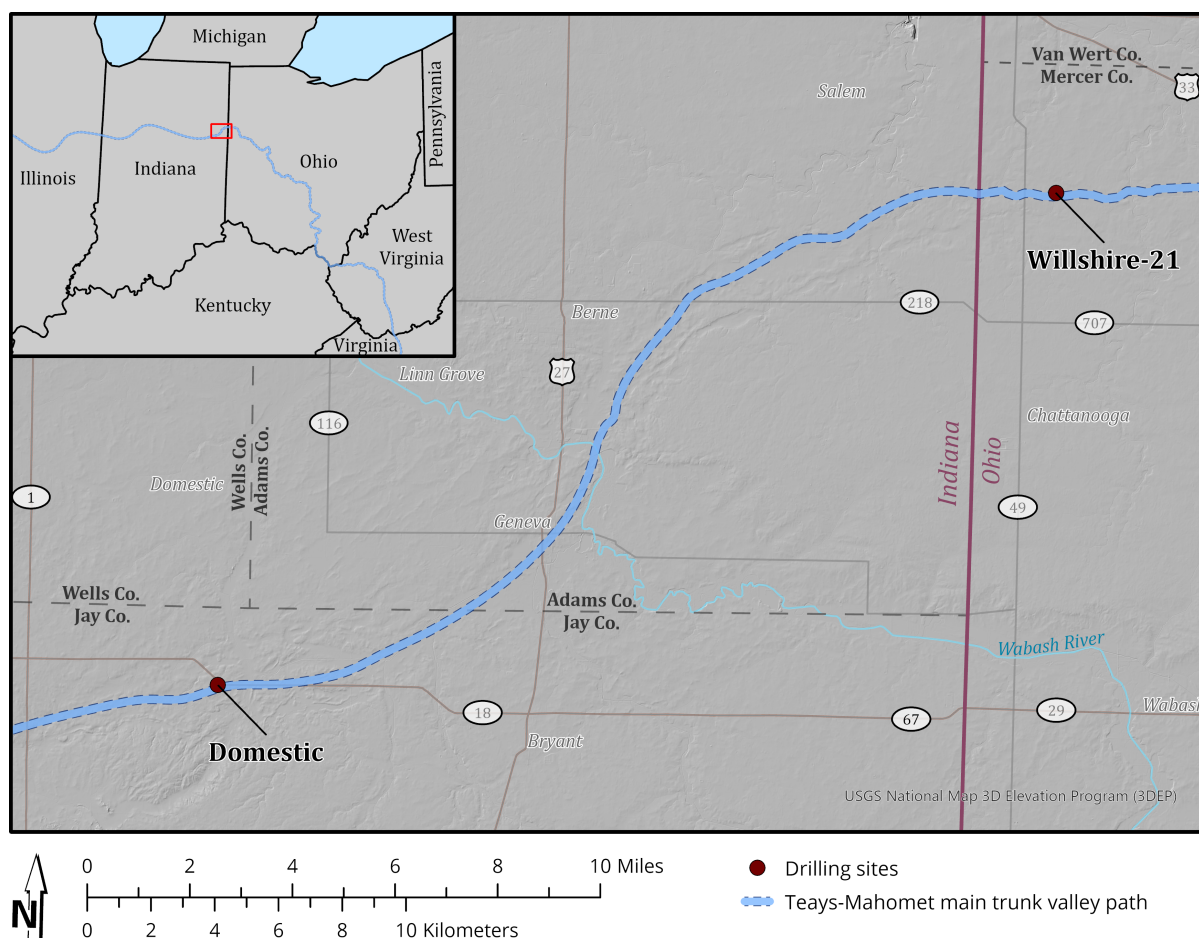 Michigan
Pennsylvania
Illinois
Indiana
Ohio
West
Virginia
Kentucky
Virginia
Van Wert Co.
Mercer Co.
33
Salem
Willshire-21
218
707
Berne
27
Linn Grove
116
Chattanooga
Indiana
Ohio
Wells Co.
Adams Co.
Domestic
1
49
Geneva
Wells Co.
Jay Co.
Adams Co.
Jay Co.
Wabash River
18
67
29
Wabash
Domestic
Bryant
USGS National Map 3D Elevation Program (3DEP)
N
0 2 4 6 8 10 Miles
0 2 4 6 8 10 Kilometers
Drilling sites
Teays-Mahomet main trunk valley path